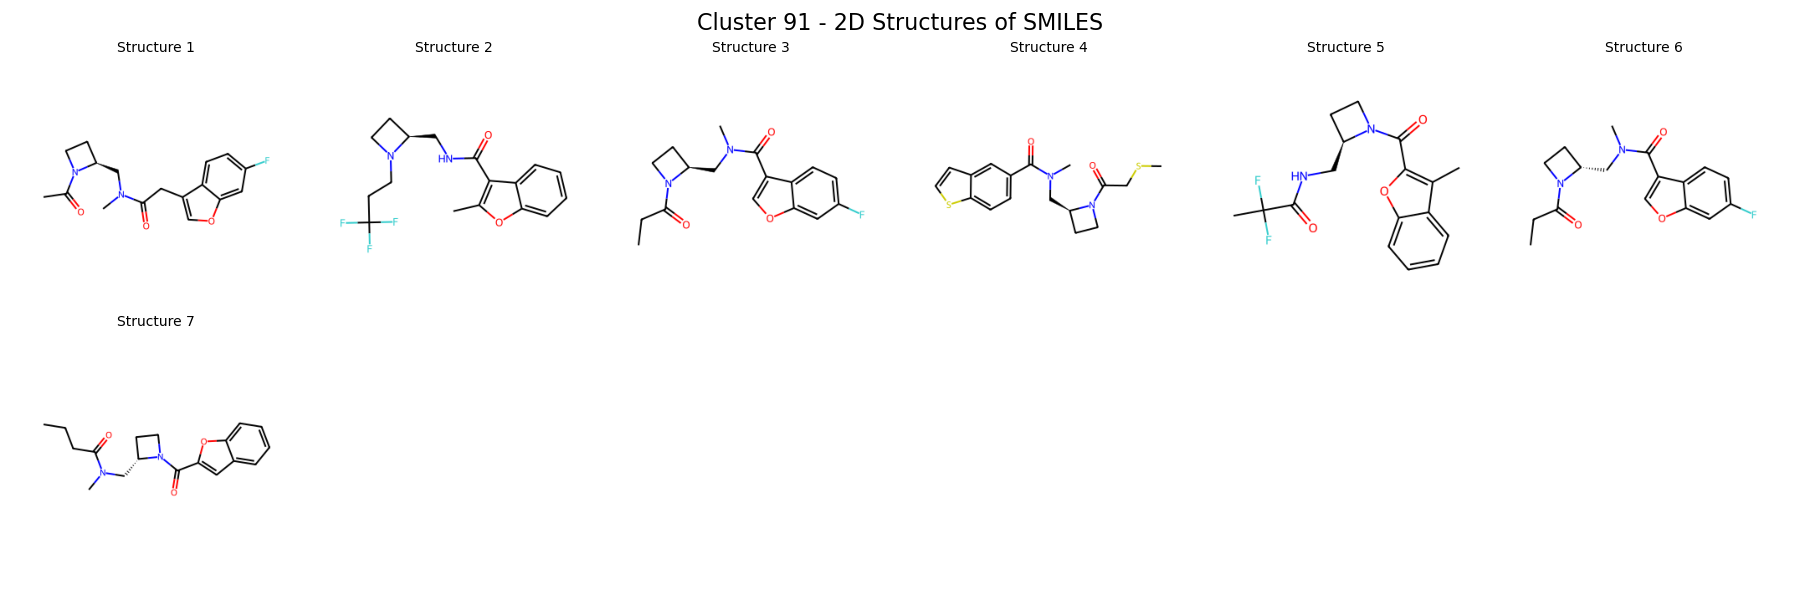 Cluster 91 - 2D Structures of SMILES
Structure 1
Structure 2
Structure 3
Structure 4
Structure 5
Structure 6
N
O
N
O
O
F
N
HN
O
O
F
F
F
N
O
N
O
O
F
S
O
N
O
N
S
N
O
O
HN
O
F
F
N
O
N
O
O
F
Structure 7
O
N
N
O
O